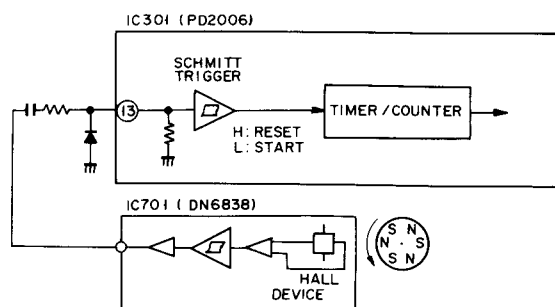 IC301 (PD2006)
SCHMITT
TRIGGER
13
H: RESET
L: START
TIMER/COUNTER
IC701 (DN6838)
HALL
DEVICE
S N
N S
S N